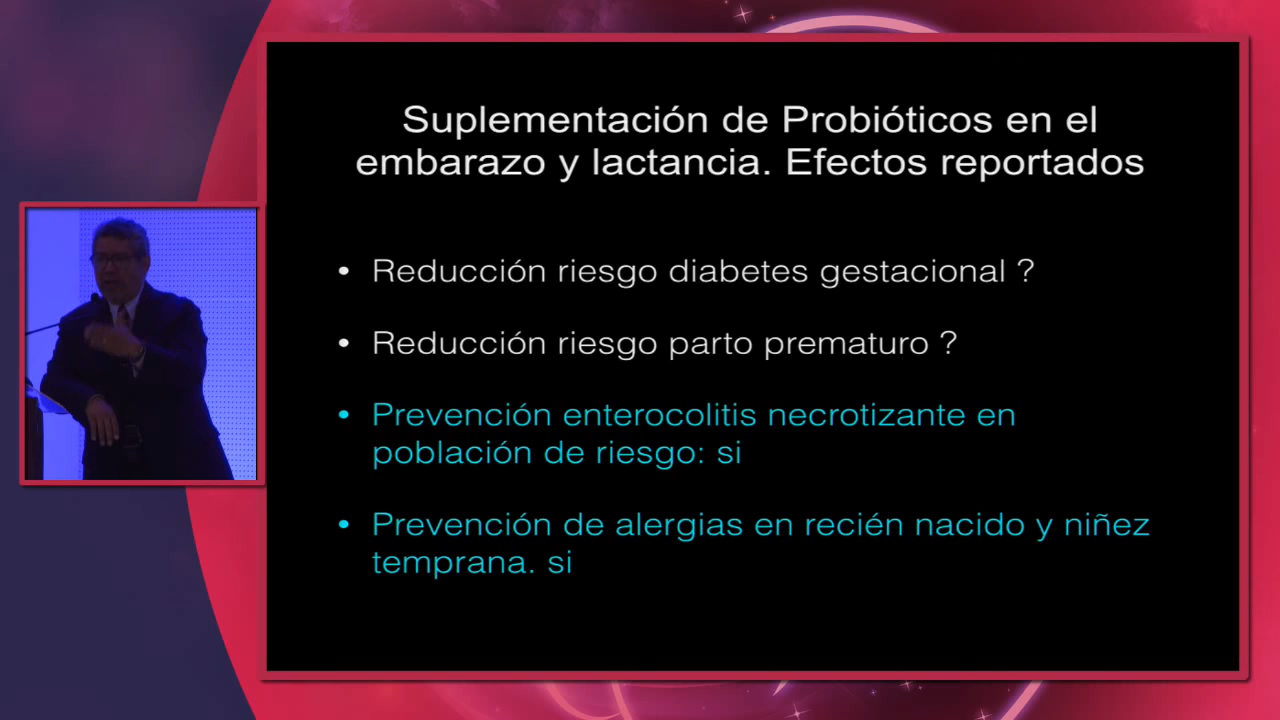 Suplementación de Probióticos en el
embarazo y lactancia. Efectos reportados
• Reducción riesgo diabetes gestacional ?
• Reducción riesgo parto prematuro ?
• Prevención enterocolitis necrotizante en
población de riesgo: si
• Prevención de alergias en recién nacido y niñez
temprana. si